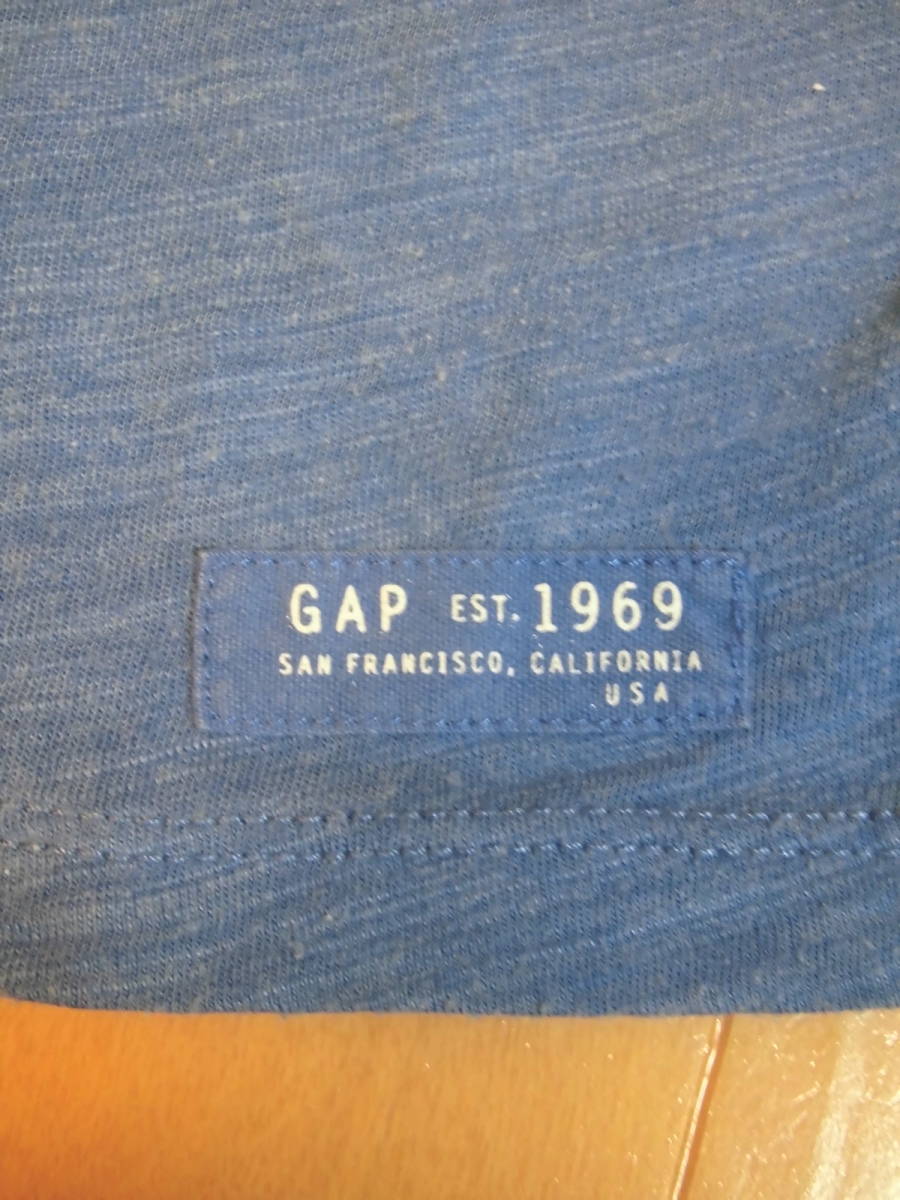 GAP EST. 1969
SAN FRANCISCO, CALIFORNIA
USA